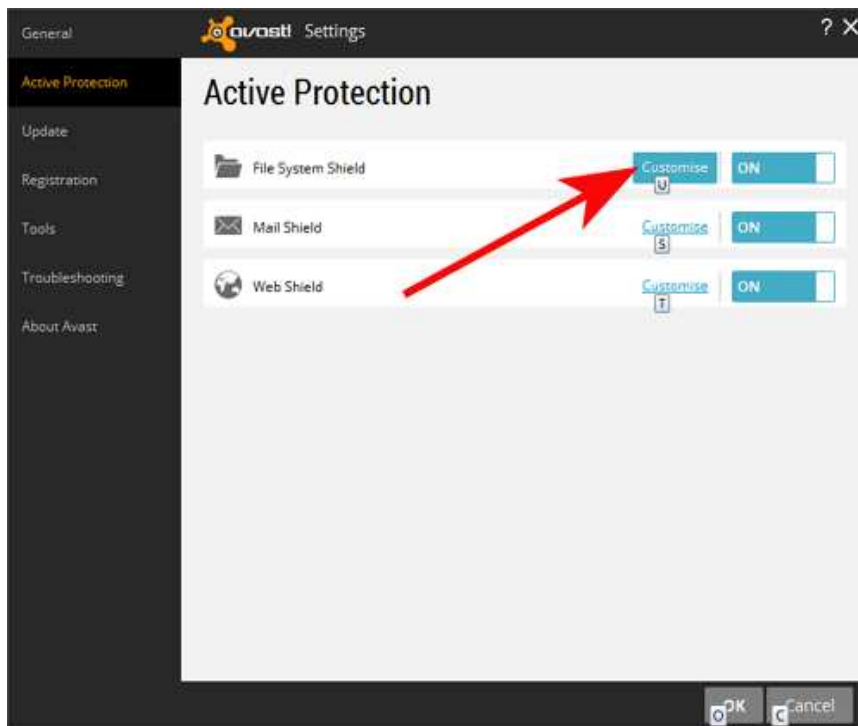 General
avast! Settings
? X
Active Protection
Active Protection
Update
Registration
Tools
Troubleshooting
About Avast
File System Shield
Customise
U
ON
Mail Shield
Customise
S
ON
Web Shield
Customise
T
ON
O
OK
C
Cancel